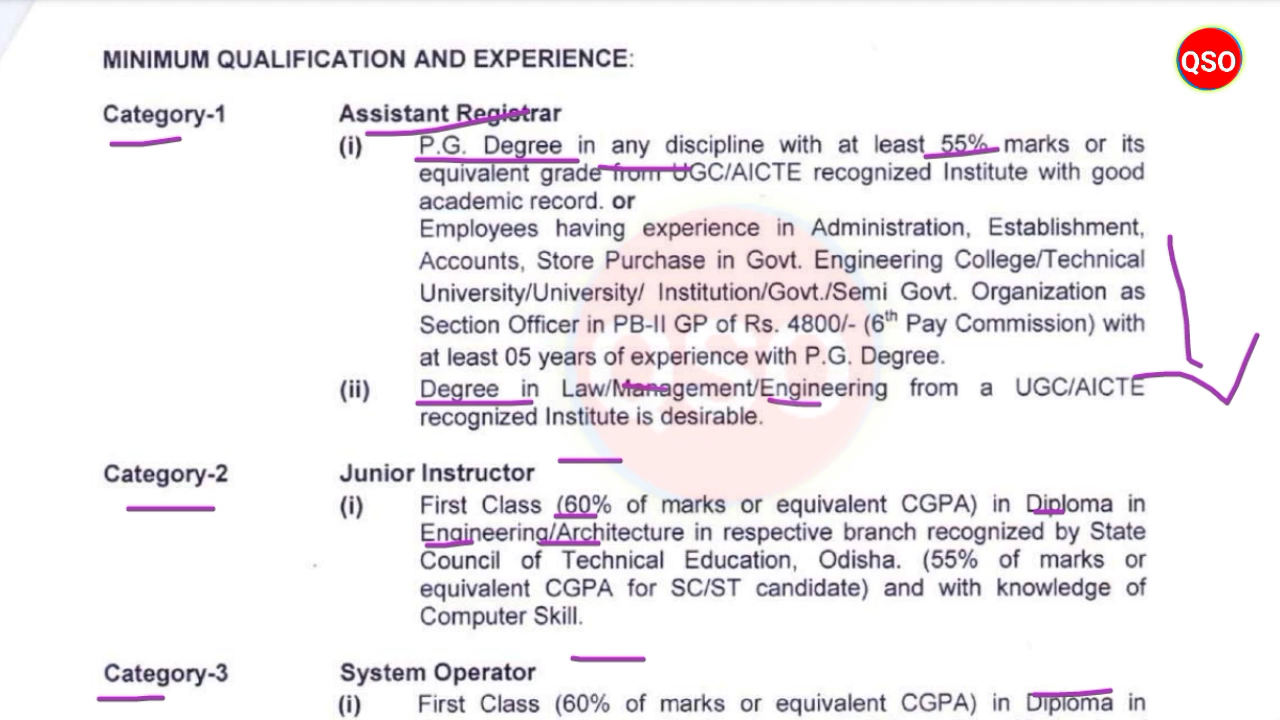 QSO
MINIMUM QUALIFICATION AND EXPERIENCE:
Category-1 Assistant Registrar
(i) P.G. Degree in any discipline with at least 55% marks or its
equivalent grade from UGC/AICTE recognized Institute with good
academic record. or
Employees having experience in Administration, Establishment,
Accounts, Store Purchase in Govt. Engineering College/Technical
University/University/ Institution/Govt./Semi Govt. Organization as
Section Officer in PB-II GP of Rs. 4800/- (6th Pay Commission) with
at least 05 years of experience with P.G. Degree.
(ii) Degree in Law/Management/Engineering from a UGC/AICTE
recognized Institute is desirable.
Category-2 Junior Instructor
(i) First Class (60% of marks or equivalent CGPA) in Diploma in
Engineering/Architecture in respective branch recognized by State
Council of Technical Education, Odisha. (55% of marks or
equivalent CGPA for SC/ST candidate) and with knowledge of
Computer Skill.
Category-3 System Operator
(i) First Class (60% of marks or equivalent CGPA) in Diploma in
QSO